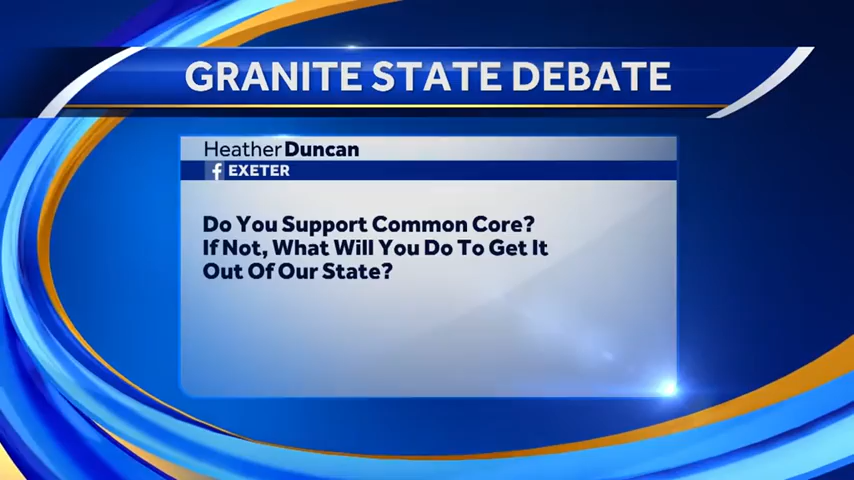 GRANITE STATE DEBATE
Heather Duncan
f EXETER
Do You Support Common Core?
If Not, What Will You Do To Get It
Out Of Our State?